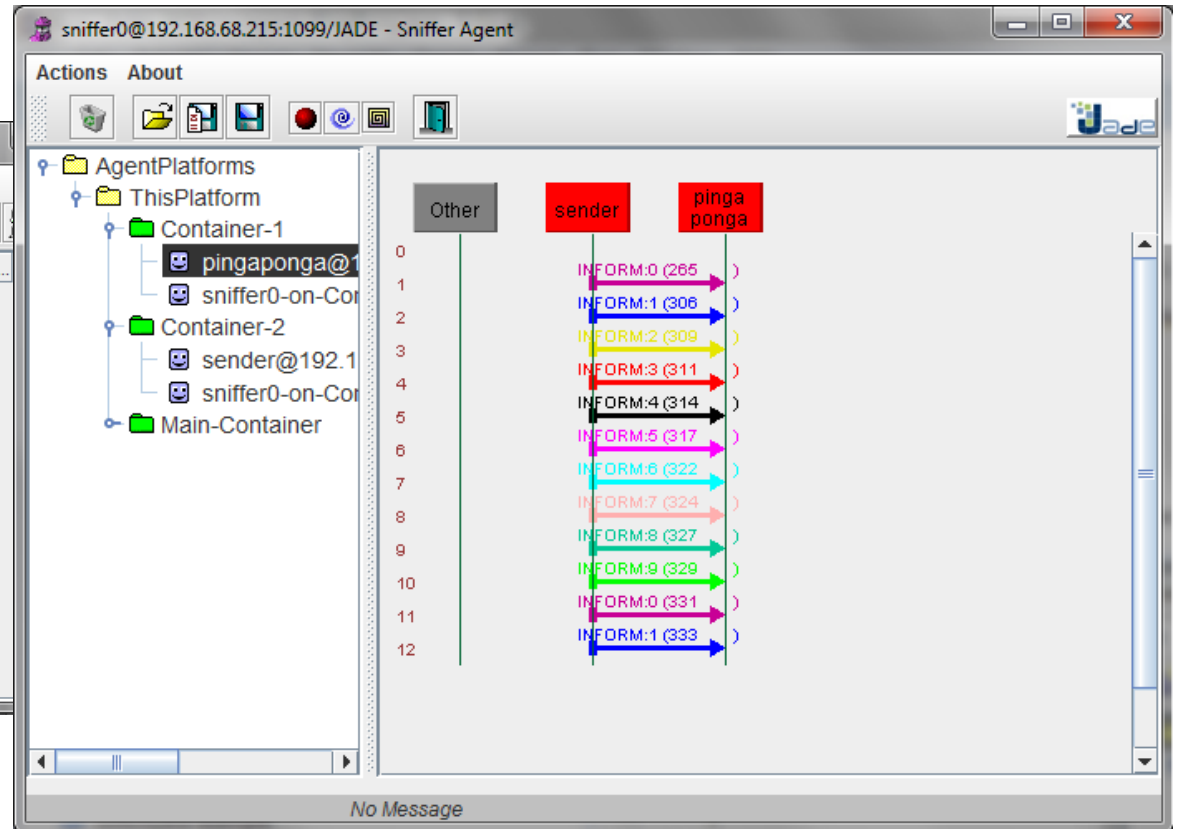 sniffer0@192.168.68.215:1099/JADE - Sniffer Agent
Actions About
Jade
AgentPlatforms
ThisPlatform
Container-1
pingaponga@1
sniffer0-on-Cor
Container-2
sender@192.1
sniffer0-on-Cor
Main-Container
Other
sender
pinga
ponga
0
INFORM:0 (265 )
1
INFORM:1 (306 )
2
INFORM:2 (309 )
3
INFORM:3 (311 )
4
INFORM:4 (314 )
5
INFORM:5 (317 )
6
INFORM:6 (322 )
7
INFORM:7 (324 )
8
INFORM:8 (327 )
9
INFORM:9 (329 )
10
INFORM:0 (331 )
11
INFORM:1 (333 )
12
No Message